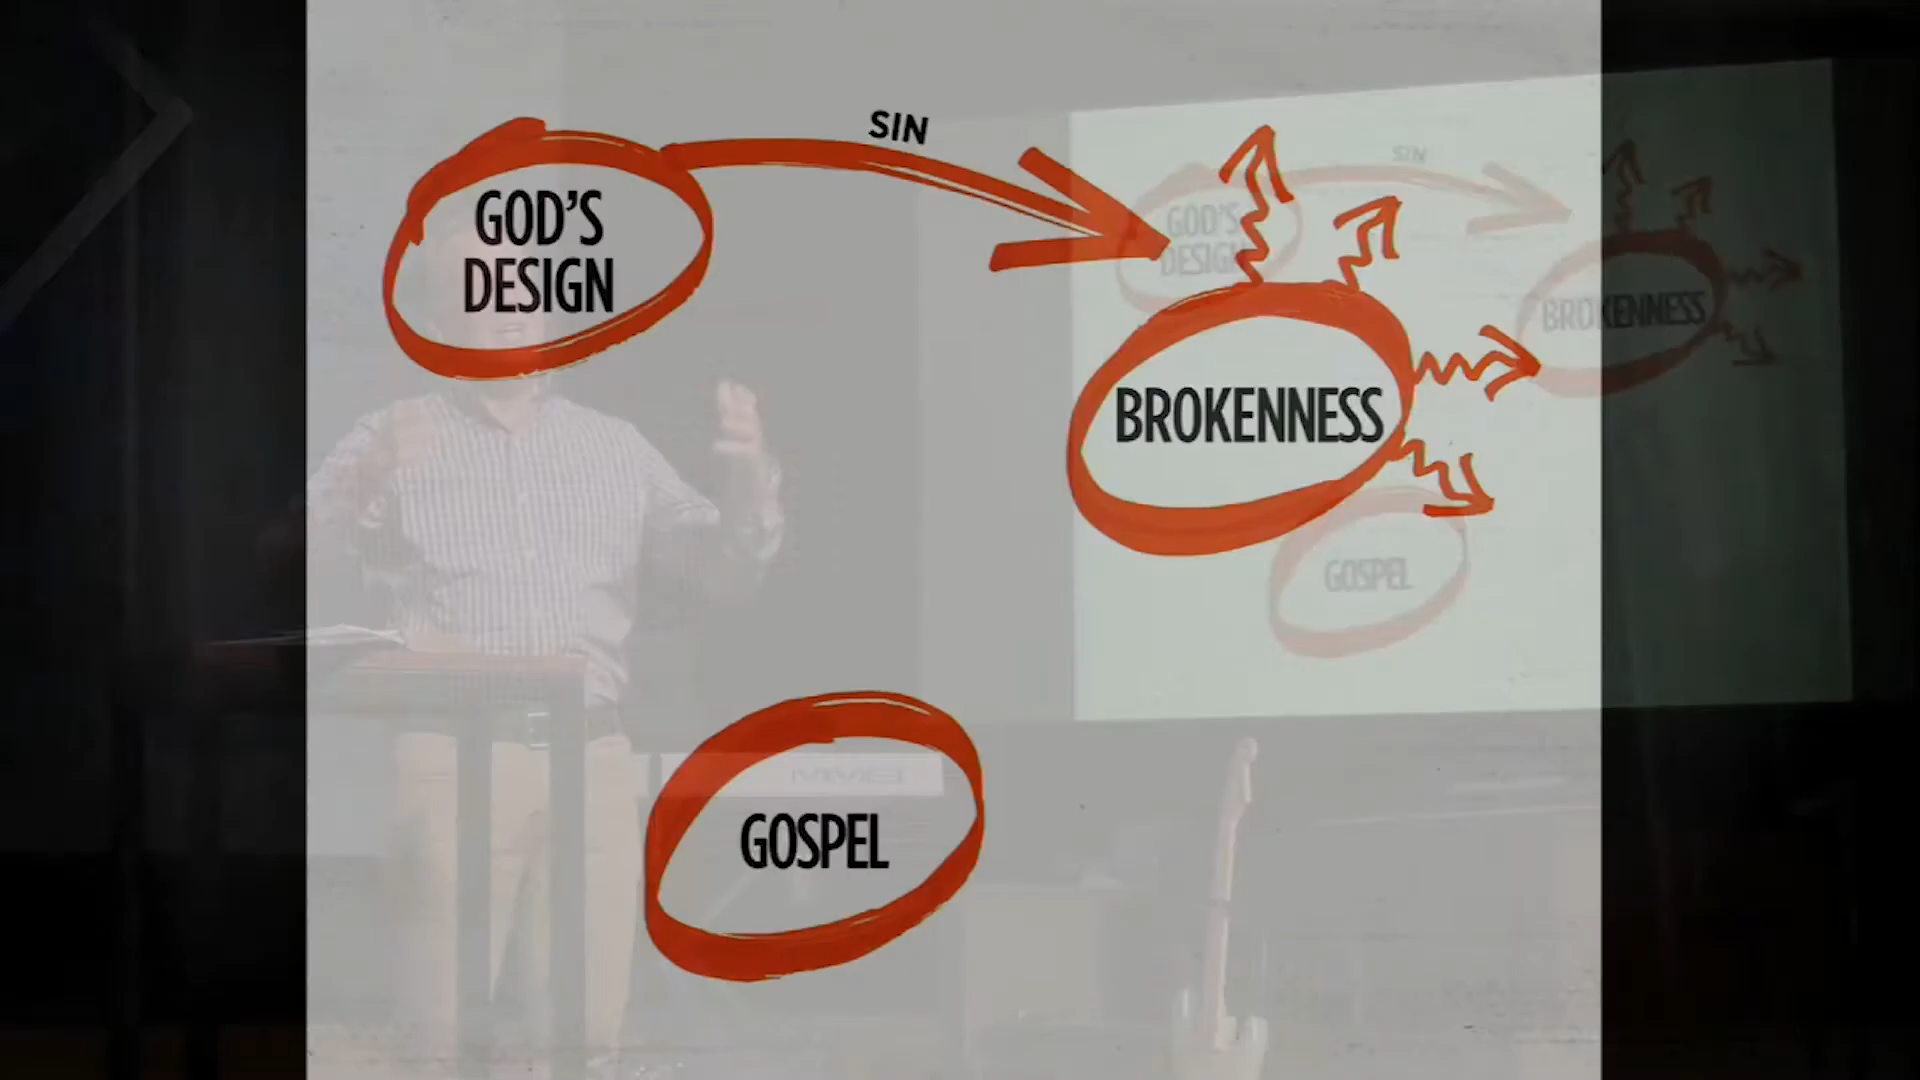 SIN
GOD'S
DESIGN
BROKENNESS
GOSPEL
SIN
GOD'S
DESIGN
BROKENNESS
GOSPEL